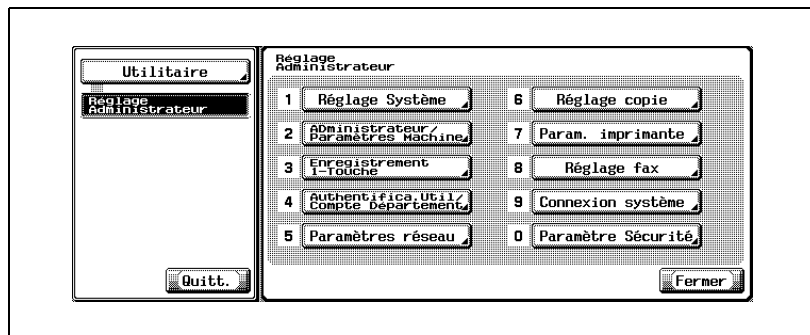 Utilitaire
Réglage
Administrateur
Quitt.
Réglage
Administrateur
1 Réglage Système
2 ADministrateur/
Paramètres Machine
3 Enregistrement
1-Touche
4 Authentifica.Util/
Compte Département
5 Paramètres réseau
6 Réglage copie
7 Param. imprimante
8 Réglage fax
9 Connexion système
0 Paramètre Sécurité
Fermer